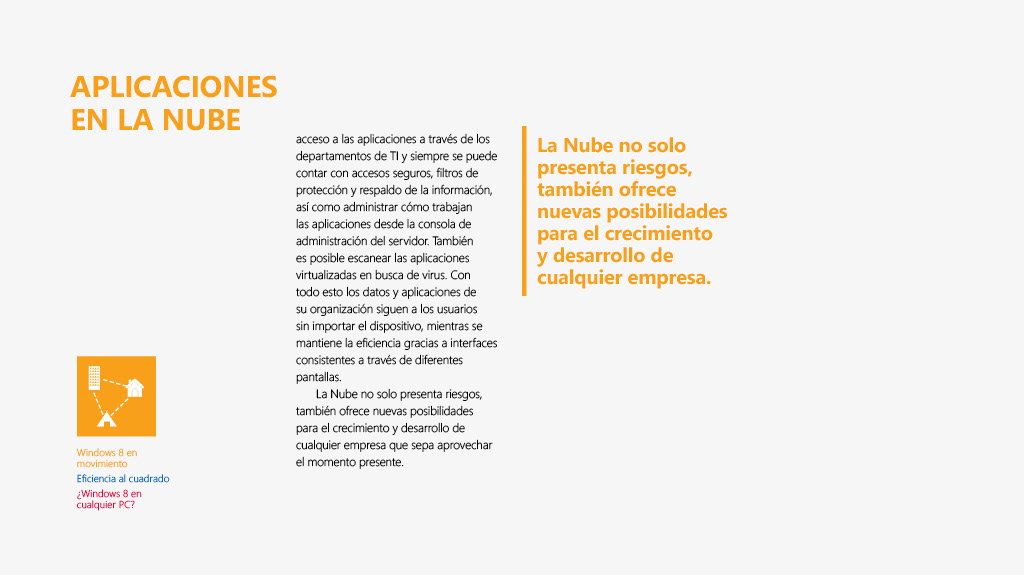 APLICACIONES
EN LA NUBE
acceso a las aplicaciones a través de los
departamentos de TI y siempre se puede
contar con accesos seguros, filtros de
protección y respaldo de la información,
así como administrar cómo trabajan
las aplicaciones desde la consola de
administración del servidor. También
es posible escanear las aplicaciones
virtualizadas en busca de virus. Con
todo esto los datos y aplicaciones de
su organización siguen a los usuarios
sin importar el dispositivo, mientras se
mantiene la eficiencia gracias a interfaces
consistentes a través de diferentes
pantallas.
La Nube no solo presenta riesgos,
también ofrece nuevas posibilidades
para el crecimiento y desarrollo de
cualquier empresa que sepa aprovechar
el momento presente.
La Nube no solo
presenta riesgos,
también ofrece
nuevas posibilidades
para el crecimiento
y desarrollo de
cualquier empresa.
Windows 8 en
movimiento
Eficiencia al cuadrado
¿Windows 8 en
cualquier PC?